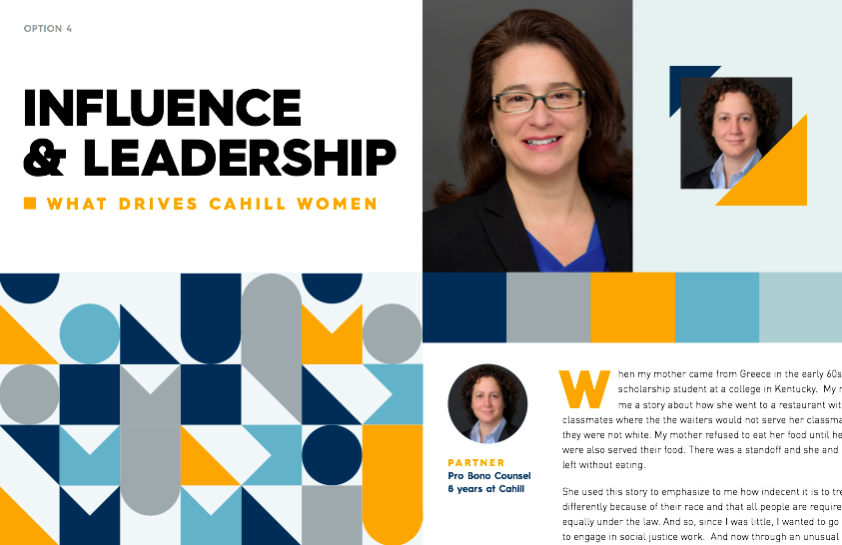 OPTION 4
INFLUENCE
& LEADERSHIP
WHAT DRIVES CAHILL WOMEN
PARTNER
Pro Bono Counsel
6 years at Cahill
When my mother came from Greece in the early 60s
scholarship student at a college in Kentucky. My
me a story about how she went to a restaurant
classmates where the the waiters would not serve her
they were not white. My mother refused to eat her food until
were also served their food. There was a standoff and she and
left without eating.
She used this story to emphasize to me how indecent it is to
differently because of their race and that all people are
equally under the law. And so, since I was little, I wanted to go
to engage in social justice work. And now through an unusual